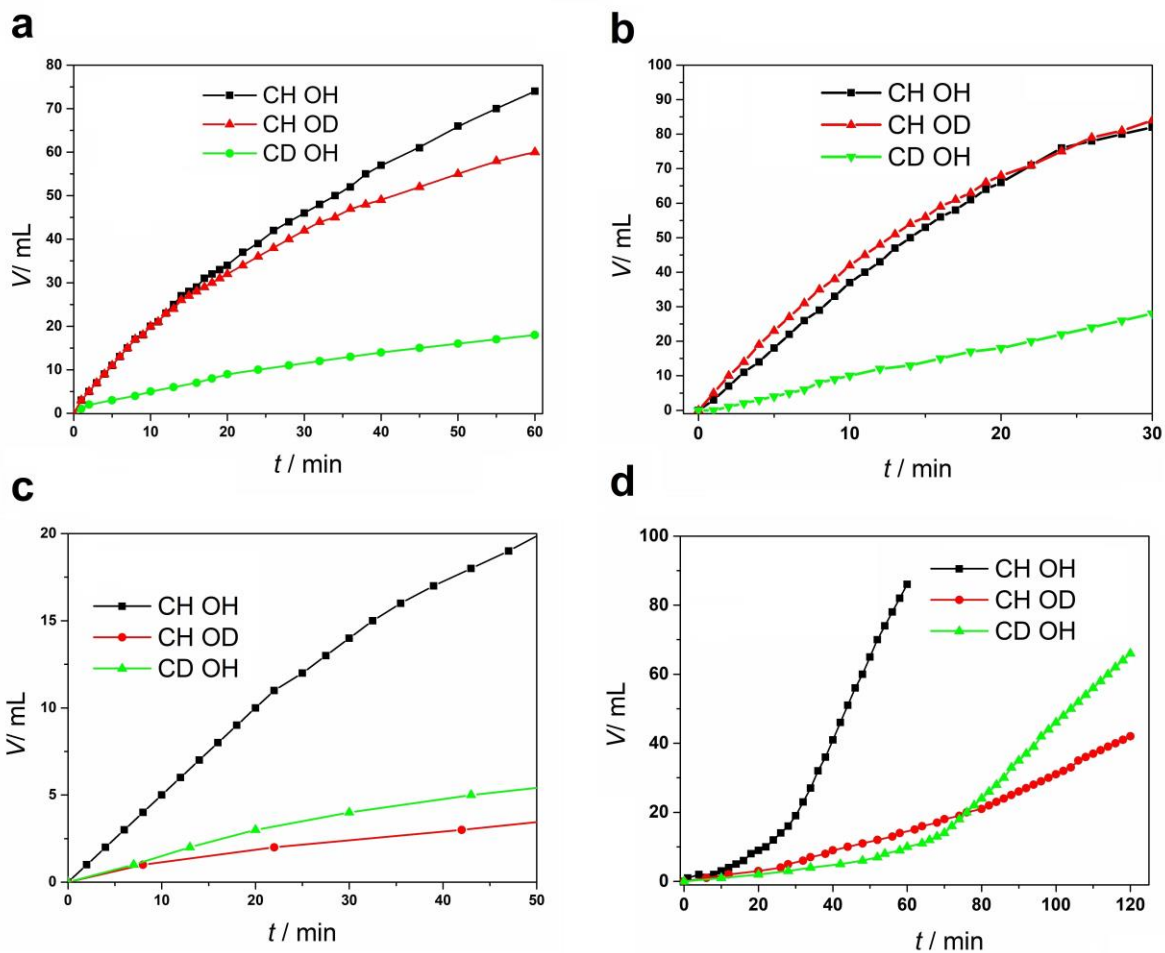 a
80
70
60
50
40
30
20
10
0
V/ mL
CH OH
CH OD
CD OH
0 10 20 30 40 50 60
t / min
b
100
90
80
70
60
50
40
30
20
10
0
V/ mL
CH OH
CH OD
CD OH
0 10 20 30
t / min
c
20
15
10
5
0
V/ mL
CH OH
CH OD
CD OH
0 10 20 30 40 50
t / min
d
100
80
60
40
20
0
V/ mL
CH OH
CH OD
CD OH
0 20 40 60 80 100 120
t / min